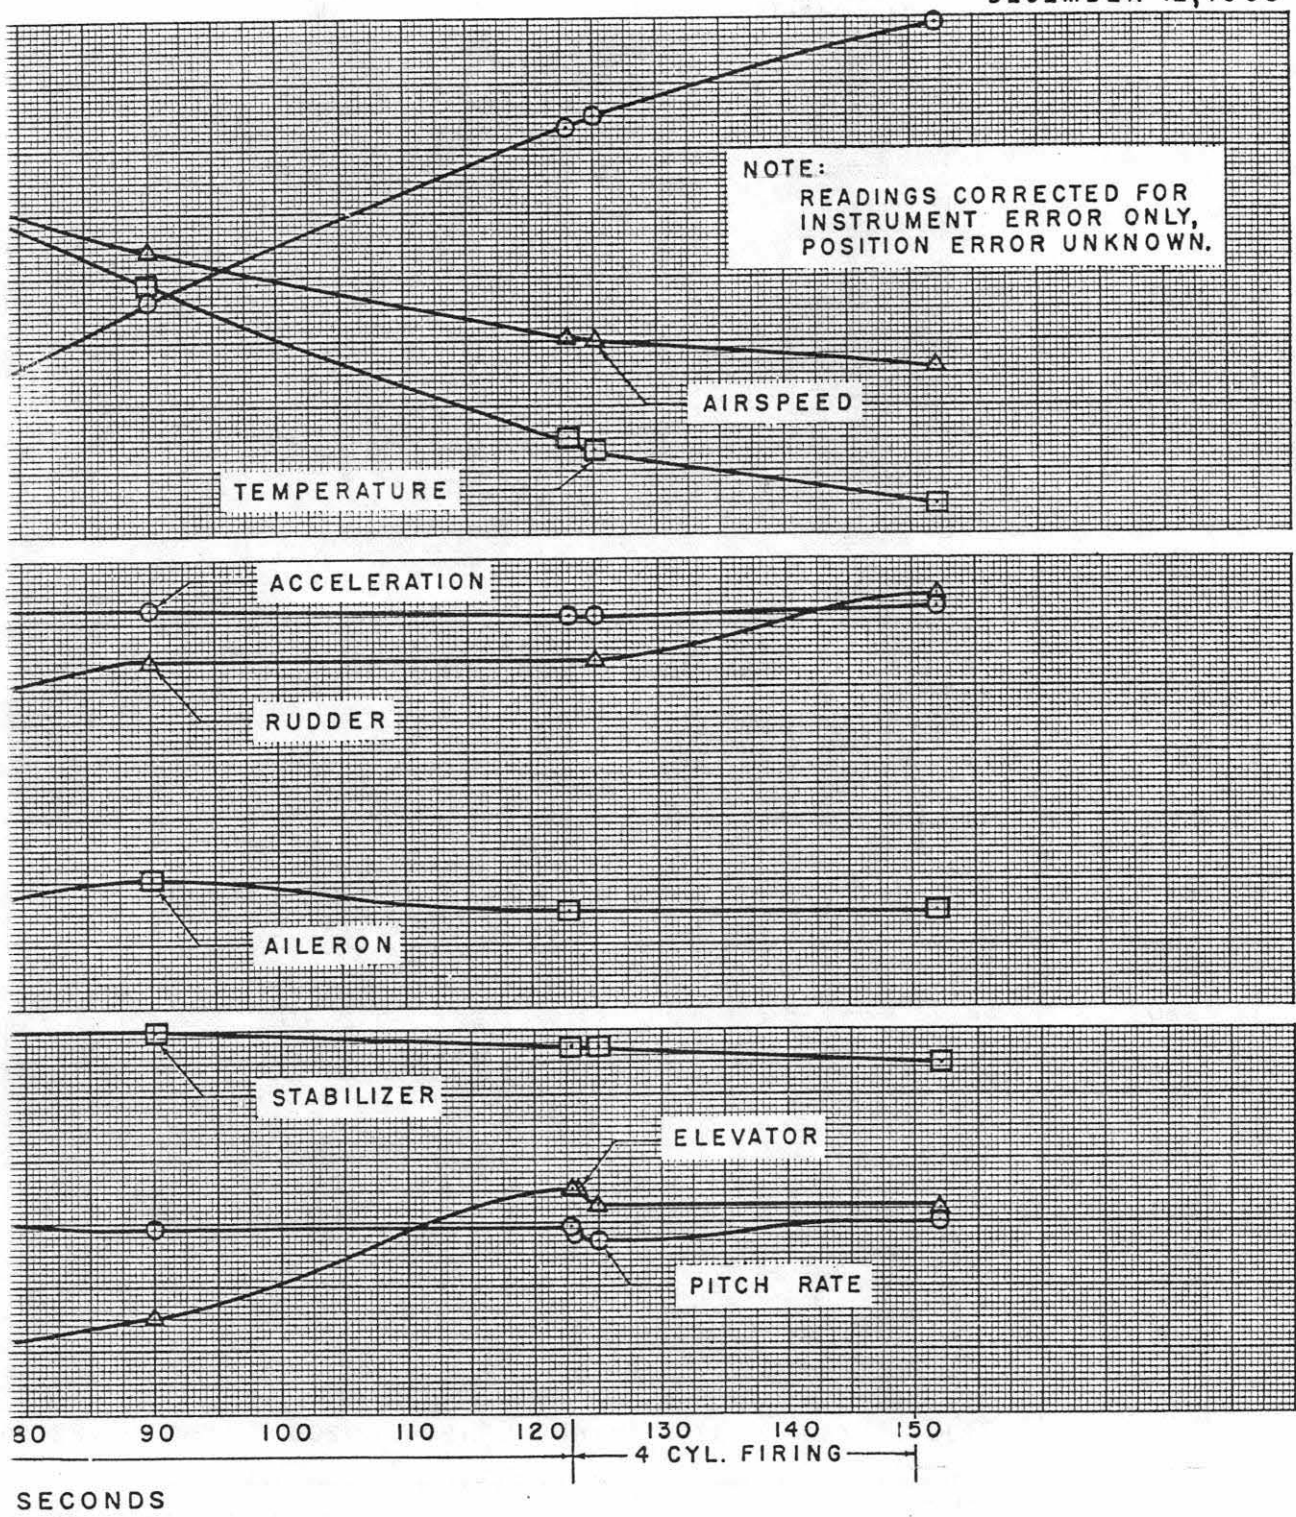 NOTE:
READINGS CORRECTED FOR
INSTRUMENT ERROR ONLY,
POSITION ERROR UNKNOWN.
AIRSPEED
TEMPERATURE
ACCELERATION
RUDDER
AILERON
STABILIZER
ELEVATOR
PITCH RATE
80 90 100 110 120 130 140 150
4 CYL. FIRING
SECONDS